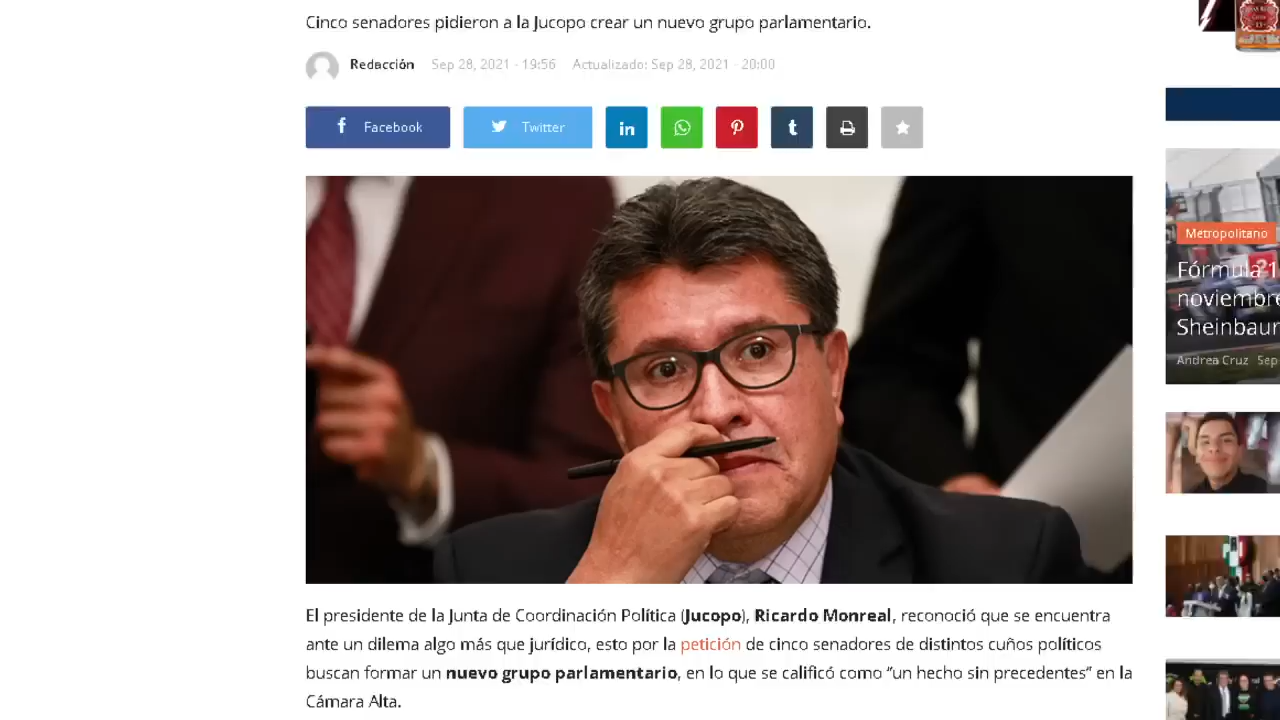 Cinco senadores pidieron a la Jucopo crear un nuevo grupo parlamentario.
Redacción Sep 28, 2021 - 19:56 Actualizado: Sep 28, 2021 - 20:00
Facebook Twitter
El presidente de la Junta de Coordinación Política (Jucopo), Ricardo Monreal, reconoció que se encuentra
ante un dilema algo más que jurídico, esto por la petición de cinco senadores de distintos cuños políticos
buscan formar un nuevo grupo parlamentario, en lo que se calificó como “un hecho sin precedentes” en la
Cámara Alta.
Metropolitano
Fórmula 1
noviembre
Sheinbaum
Andrea Cruz Sep